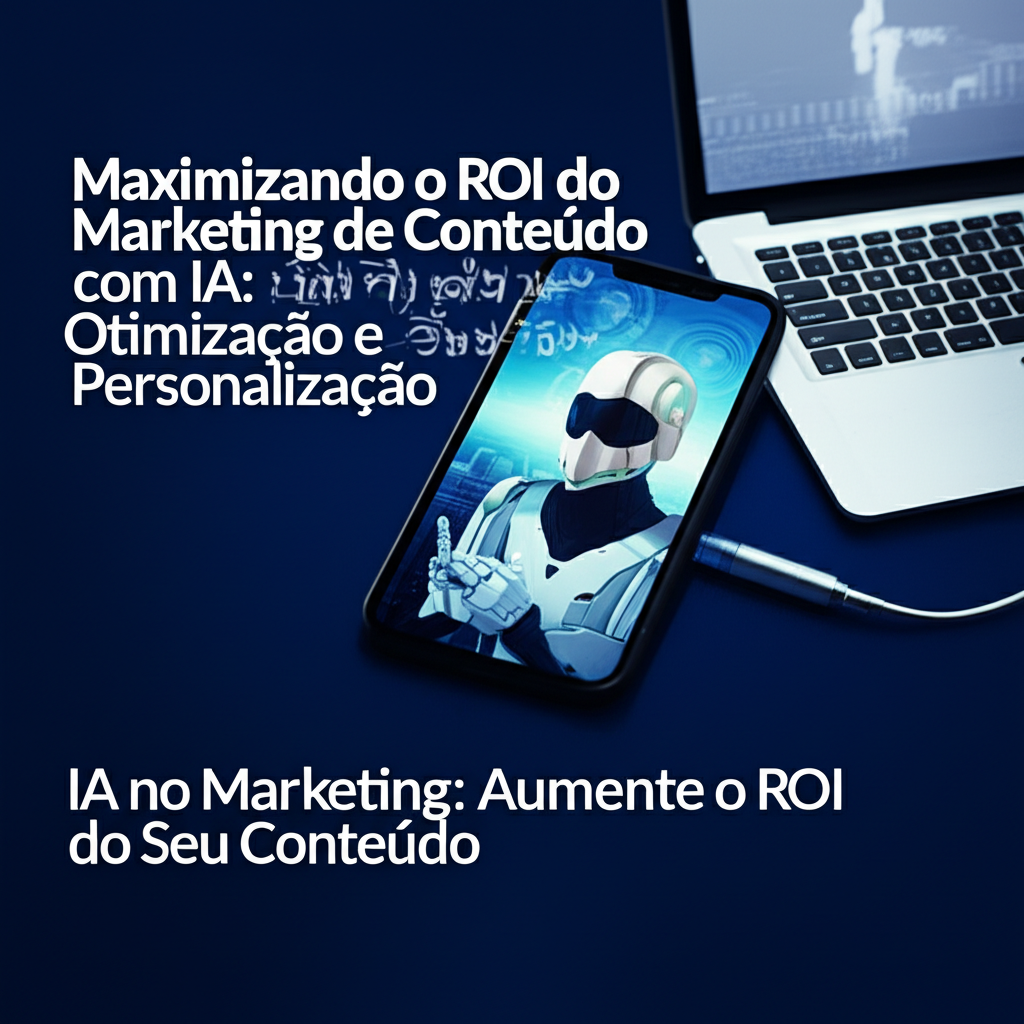 Maximizando o ROI do
Marketing de Conteúdo
com IA:
Otimização e
Personalização
IA no Marketing: Aumente o ROI
do Seu Conteúdo